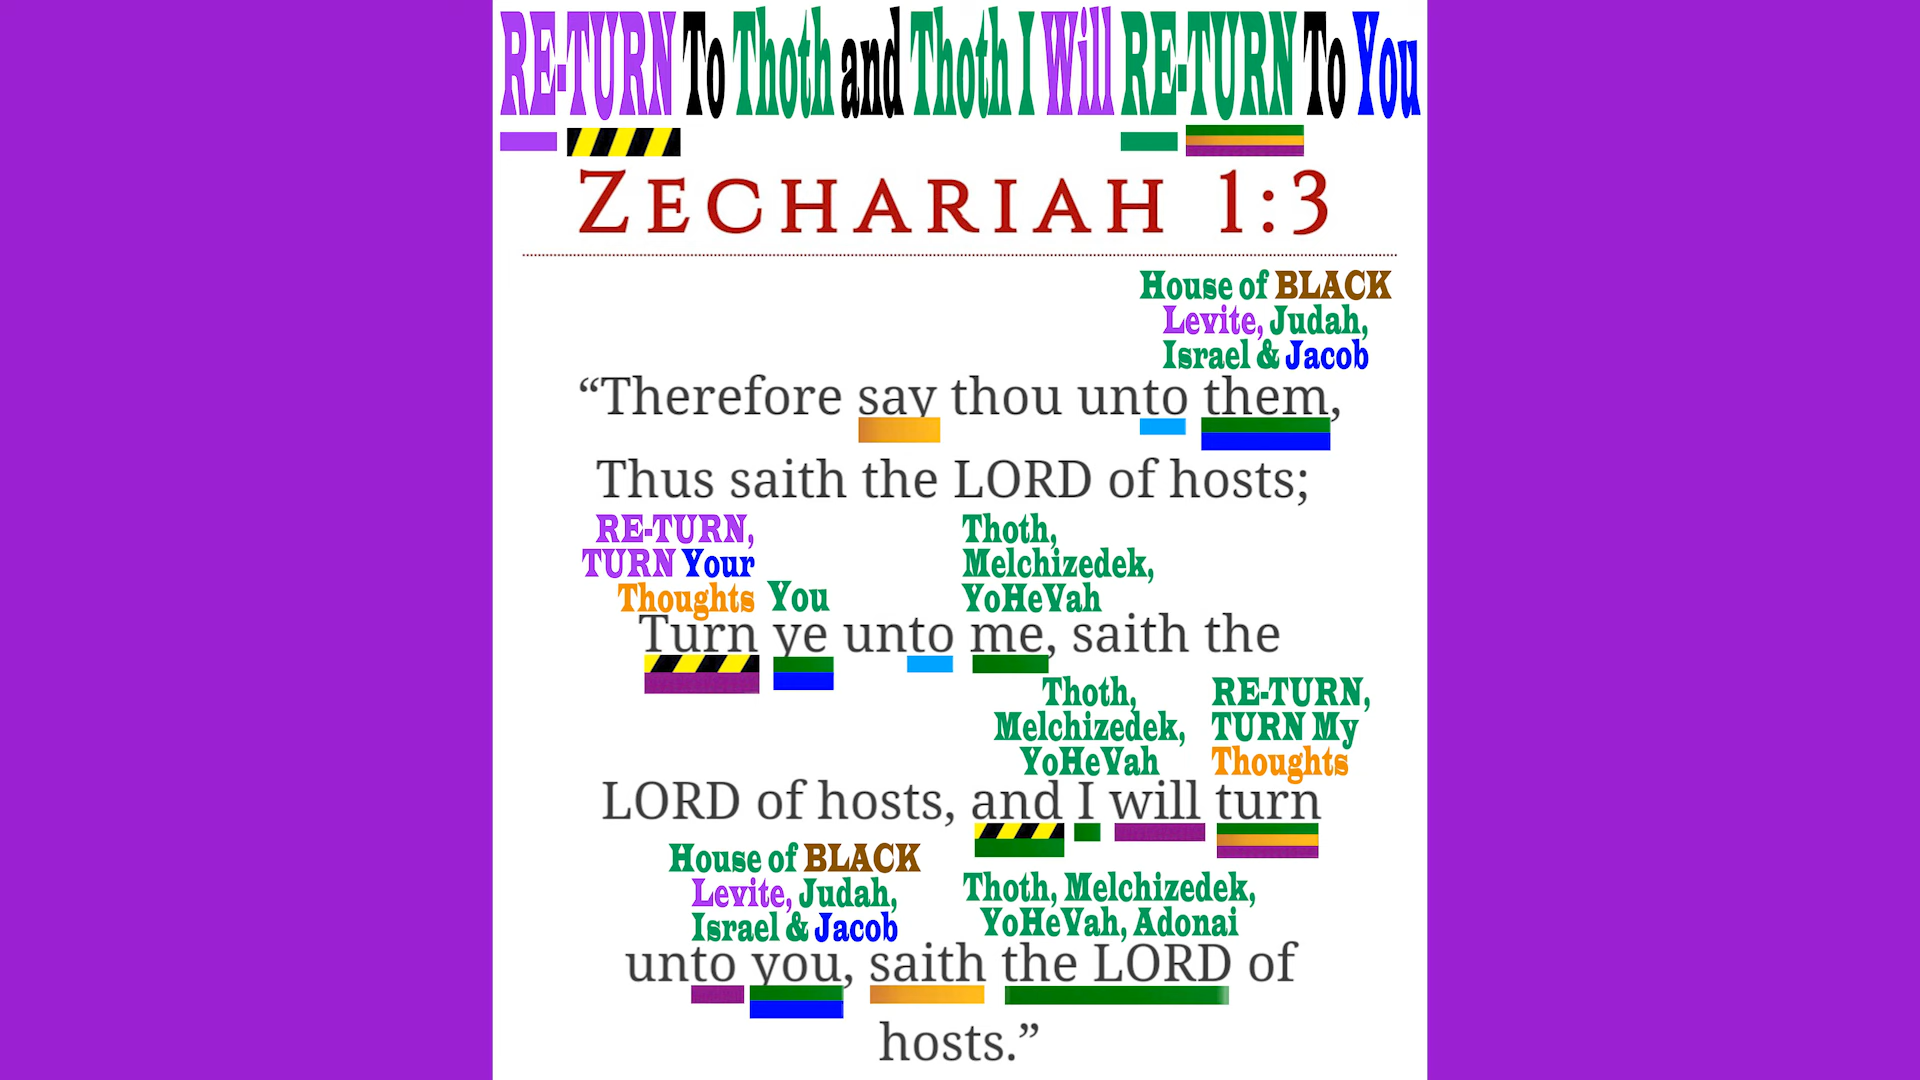 RE-TURN To Thoth and Thoth I Will RE-TURN To You
ZECHARIAH 1:3
House of BLACK
Levite, Judah,
Israel & Jacob
“Therefore say thou unto them,
Thus saith the LORD of hosts;
RE-TURN,
TURN Your
Thoughts
You
Thoth,
Melchizedek,
YoHeVah
Turn ye unto me, saith the
Thoth,
Melchizedek,
YoHeVah
RE-TURN,
TURN My
Thoughts
LORD of hosts, and I will turn
House of BLACK
Levite, Judah,
Israel & Jacob
Thoth, Melchizedek,
YoHeVah, Adonai
unto you, saith the LORD of
hosts.”